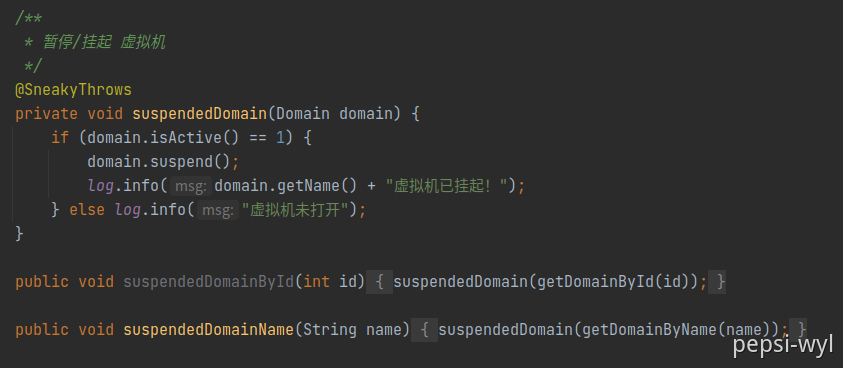 /**
 * 暂停/挂起 虚拟机
 */
@SneakyThrows
private void suspendedDomain(Domain domain) {
    if (domain.isActive() == 1) {
        domain.suspend();
        log.info( msg: domain.getName() + "虚拟机已挂起！");
    } else log.info( msg: "虚拟机未打开");
}

public void suspendedDomainById(int id) { suspendedDomain(getDomainById(id)); }

public void suspendedDomainName(String name) { suspendedDomain(getDomainByName(name)); }
pepsi-wyl